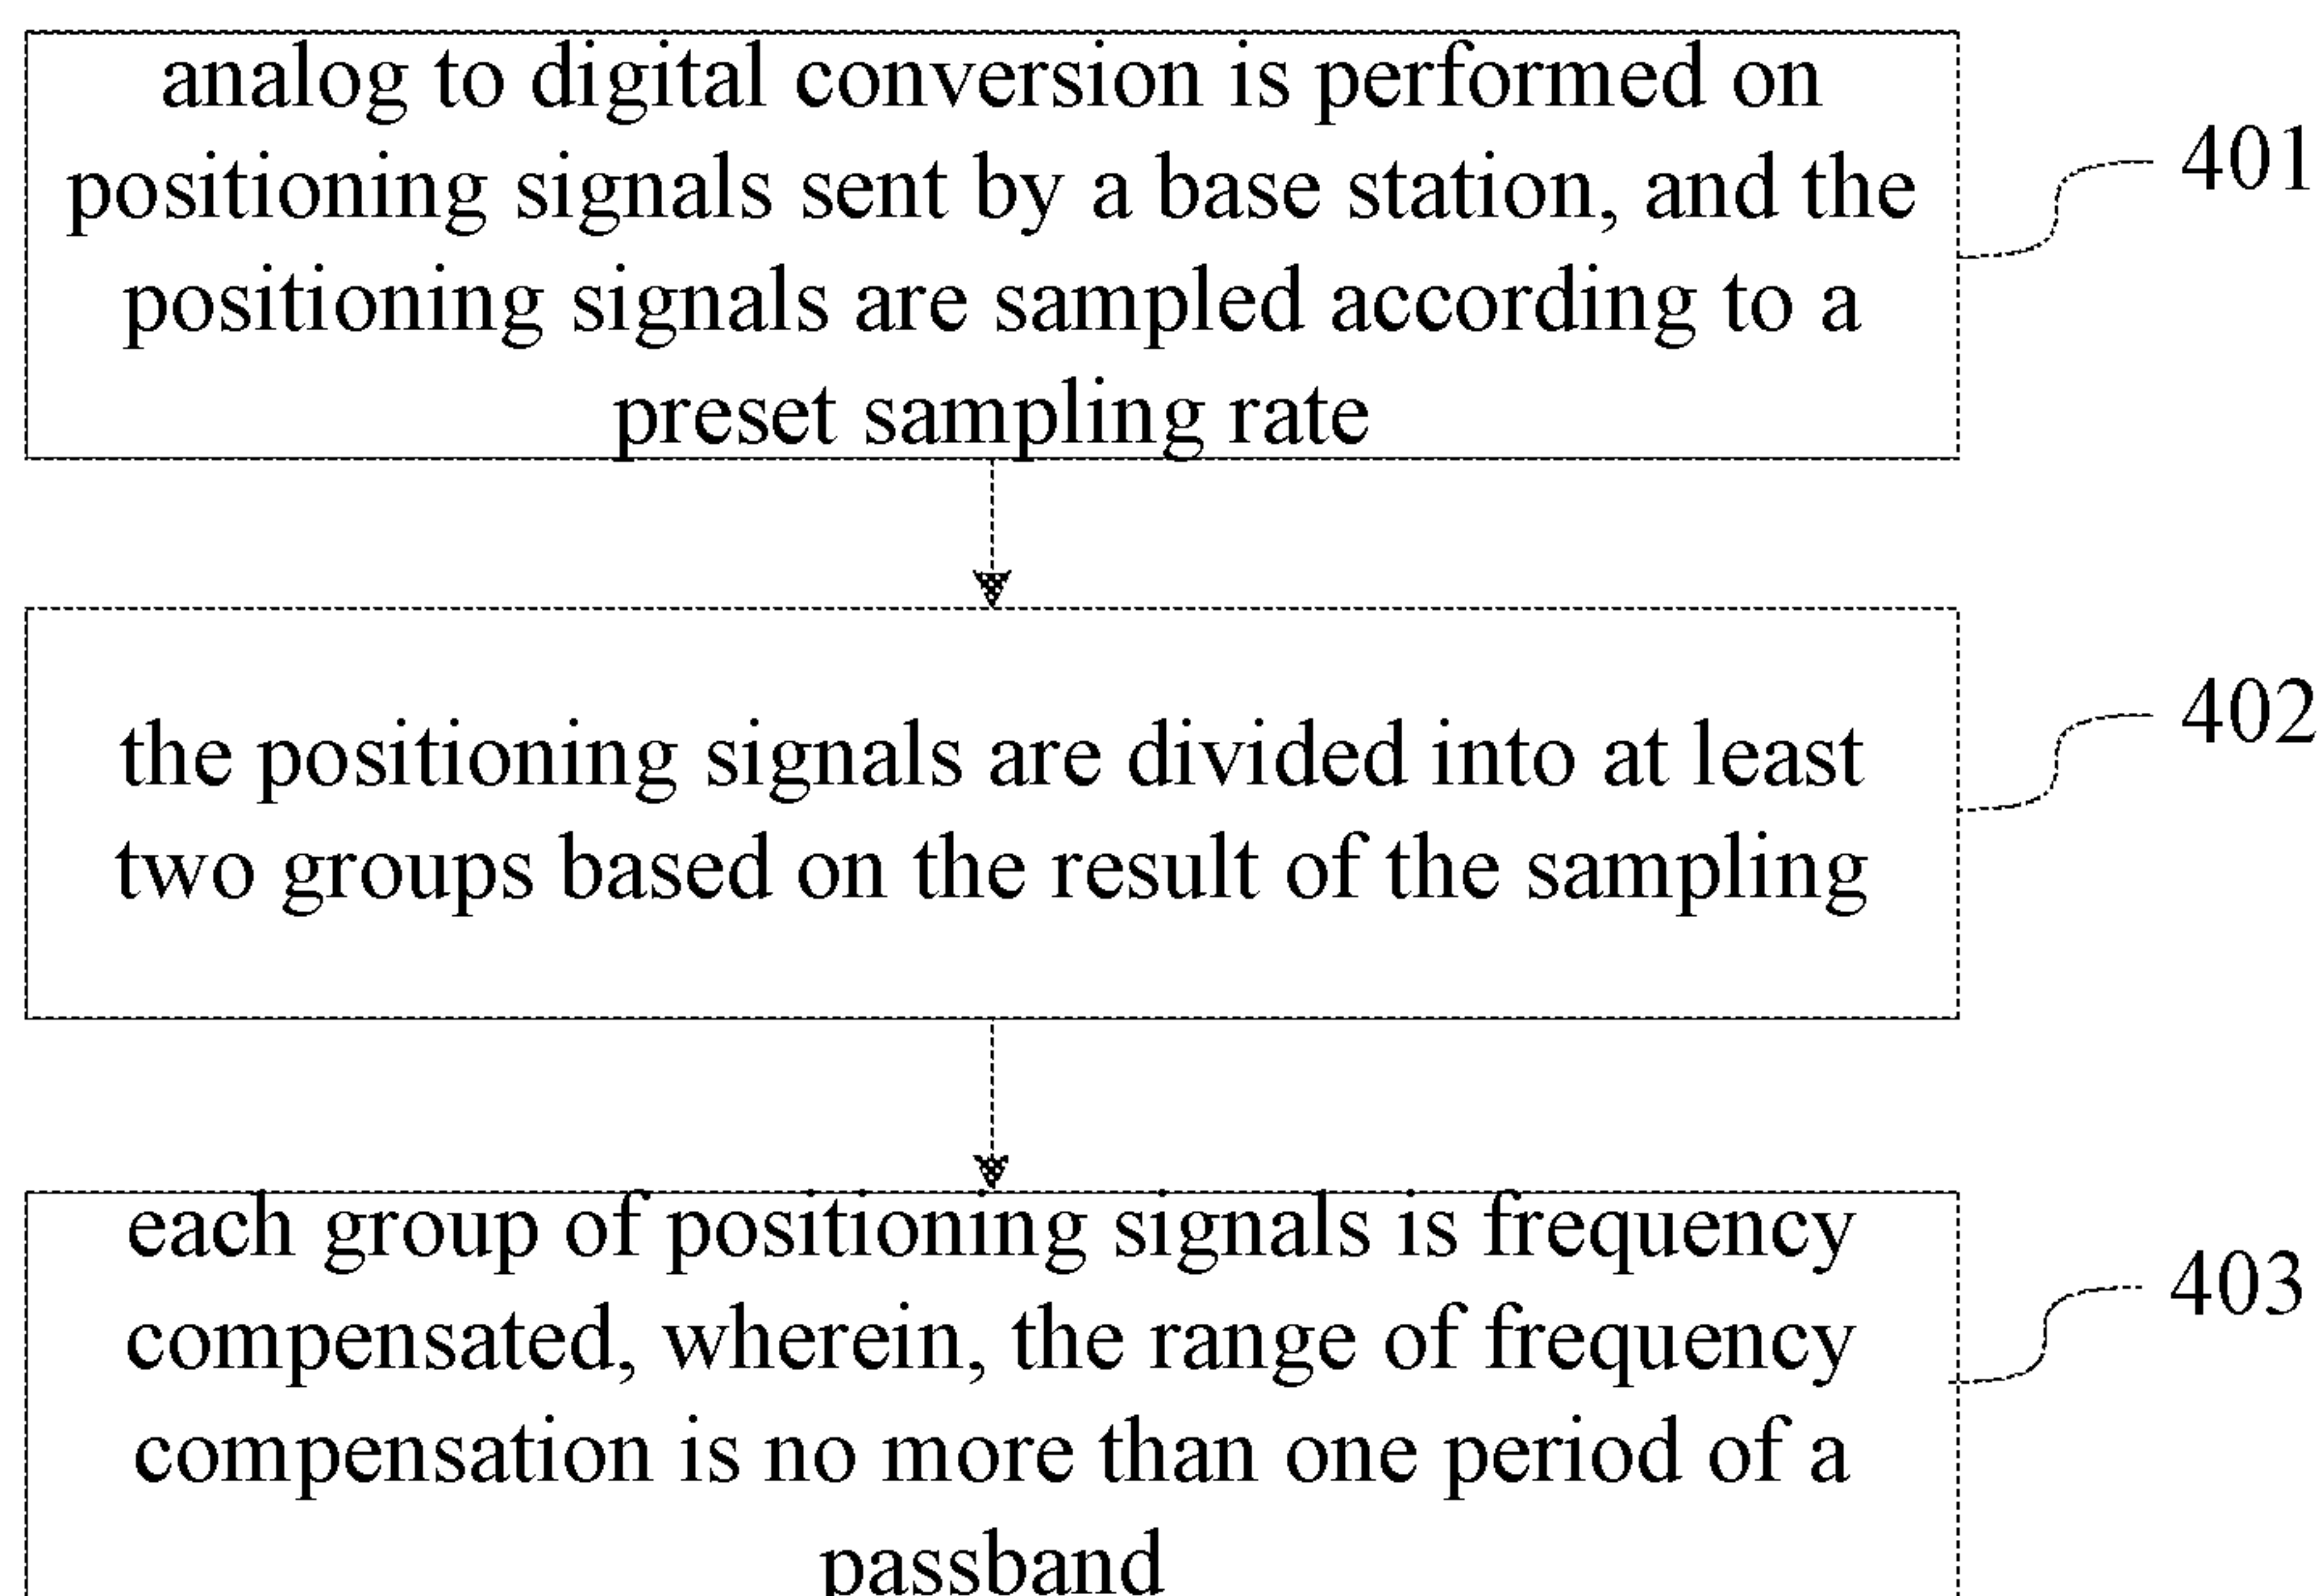 analog to digital conversion is performed on
positioning signals sent by a base station, and the
positioning signals are sampled according to a
preset sampling rate
401
the positioning signals are divided into at least
two groups based on the result of the sampling
402
each group of positioning signals is frequency
compensated, wherein, the range of frequency
compensation is no more than one period of a
passband
403